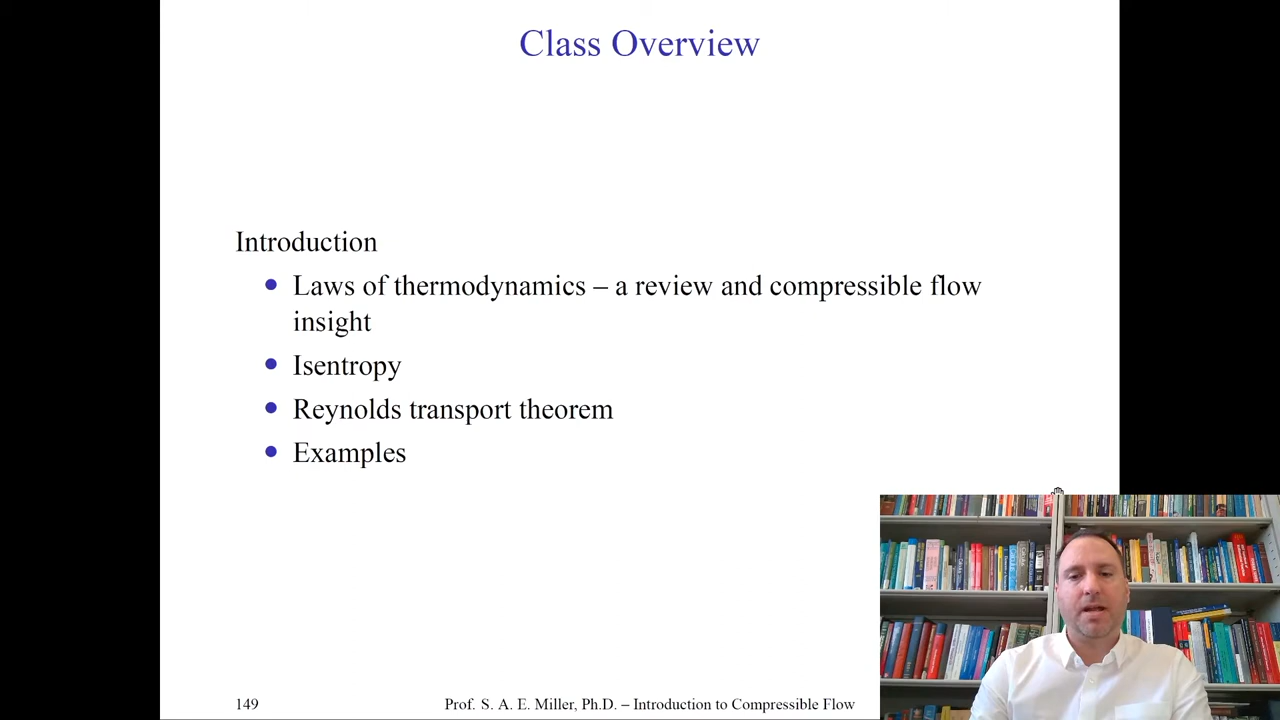 Class Overview
Introduction
• Laws of thermodynamics – a review and compressible flow
insight
• Isentropy
• Reynolds transport theorem
• Examples
149
Prof. S. A. E. Miller, Ph.D. – Introduction to Compressible Flow